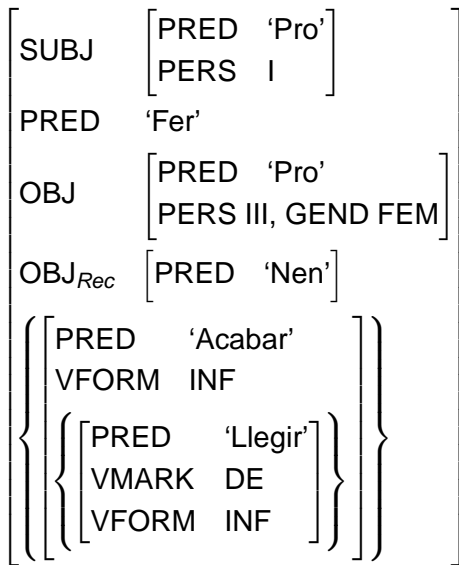 SUBJ [PRED ‘Pro’
PERS I]
PRED ‘Fer’
OBJ [PRED ‘Pro’
PERS III, GEND FEM]
OBJRec [PRED ‘Nen’]
{[PRED ‘Acabar’
VFORM INF
{[PRED ‘Llegir’
VMARK DE
VFORM INF]}]}